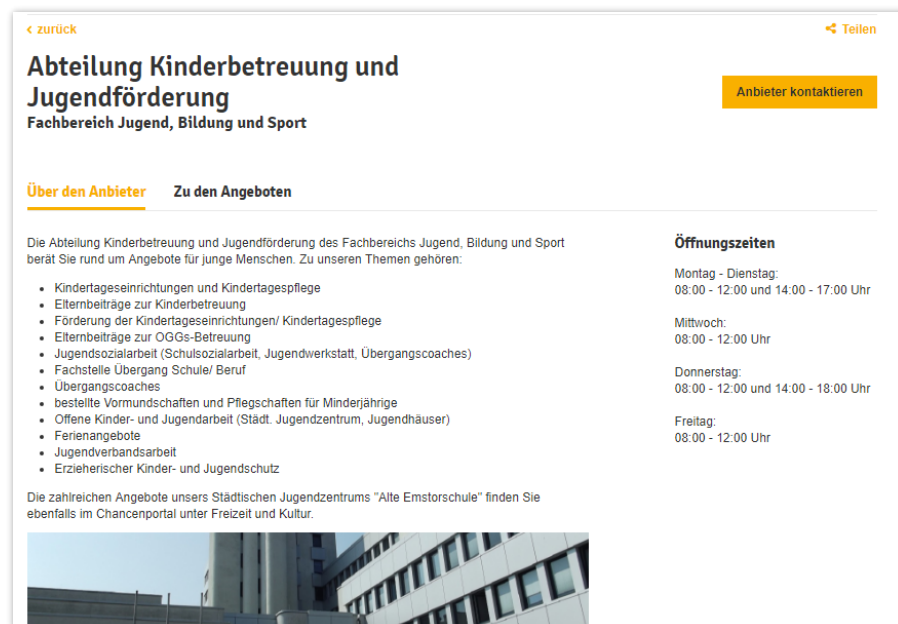 ‹ zurück
Teilen
Abteilung Kinderbetreuung und
Jugendförderung
Fachbereich Jugend, Bildung und Sport
Anbieter kontaktieren
Über den Anbieter
Zu den Angeboten
Die Abteilung Kinderbetreuung und Jugendförderung des Fachbereichs Jugend, Bildung und Sport
berät Sie rund um Angebote für junge Menschen. Zu unseren Themen gehören:
• Kindertageseinrichtungen und Kindertagespflege
• Elternbeiträge zur Kinderbetreuung
• Förderung der Kindertageseinrichtungen/ Kindertagespflege
• Elternbeiträge zur OGGs-Betreuung
• Jugendsozialarbeit (Schulsozialarbeit, Jugendwerkstatt, Übergangscoaches)
• Fachstelle Übergang Schule/ Beruf
• Übergangscoaches
• bestellte Vormundschaften und Pflegschaften für Minderjährige
• Offene Kinder- und Jugendarbeit (Städt. Jugendzentrum, Jugendhäuser)
• Ferienangebote
• Jugendverbandsarbeit
• Erzieherischer Kinder- und Jugendschutz
Die zahlreichen Angebote unsers Städtischen Jugendzentrums "Alte Emstorschule" finden Sie
ebenfalls im Chancenportal unter Freizeit und Kultur.
Öffnungszeiten
Montag - Dienstag:
08:00 - 12:00 und 14:00 - 17:00 Uhr
Mittwoch:
08:00 - 12:00 Uhr
Donnerstag:
08:00 - 12:00 und 14:00 - 18:00 Uhr
Freitag:
08:00 - 12:00 Uhr